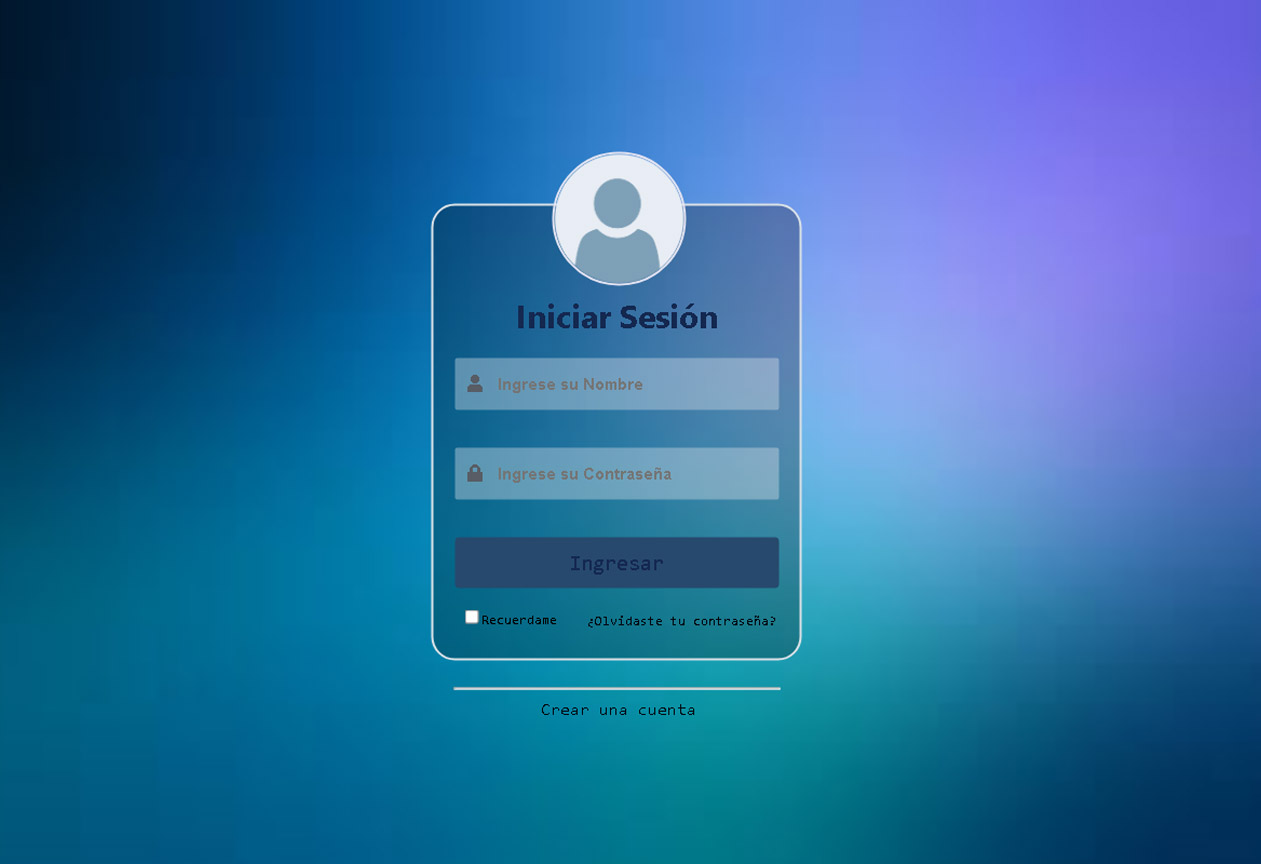 Iniciar Sesión
Ingrese su Nombre
Ingrese su Contraseña
Ingresar
Recuerdame ¿Olvidaste tu contraseña?
Crear una cuenta